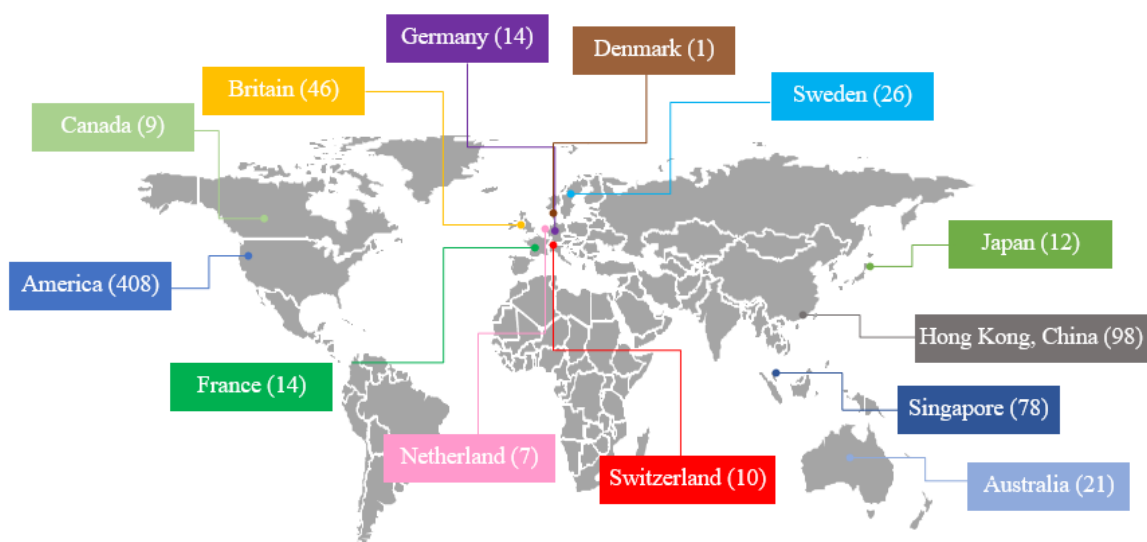 Germany (14)
Denmark (1)
Britain (46)
Sweden (26)
Canada (9)
Japan (12)
America (408)
Hong Kong, China (98)
France (14)
Singapore (78)
Netherland (7)
Switzerland (10)
Australia (21)